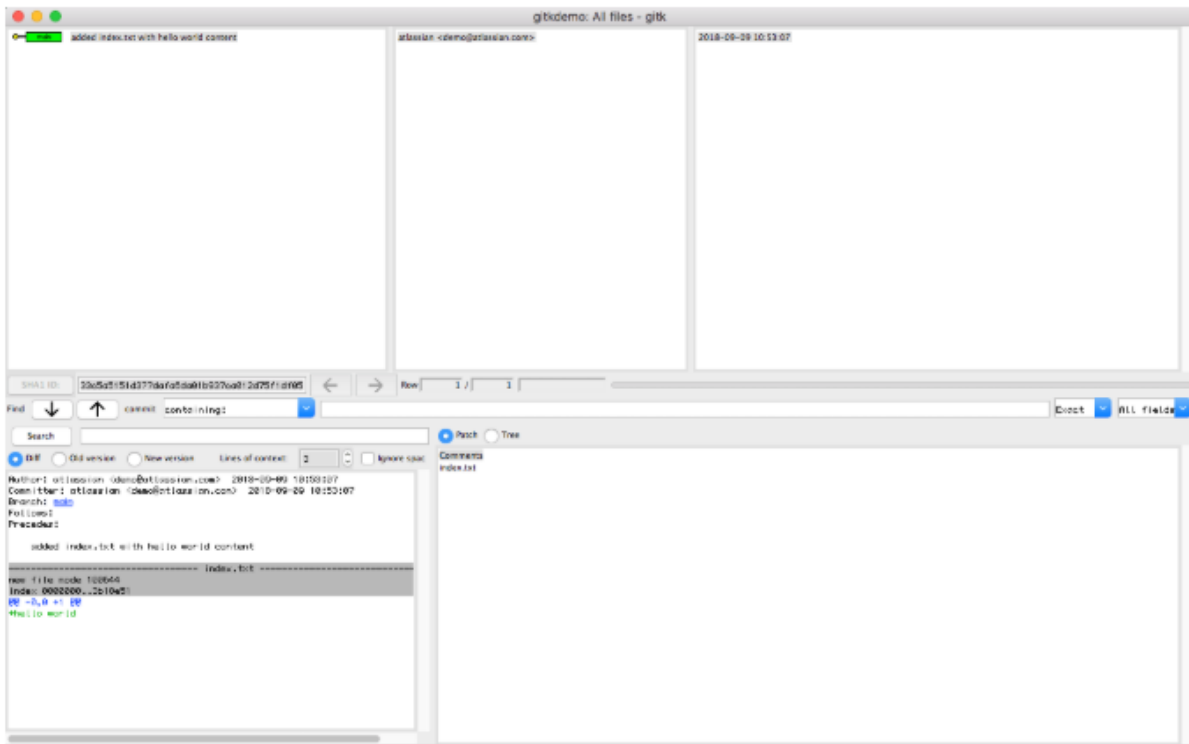 gitkdemo: All files - gitk
main added index.txt with hello world content
atlassian <demo@atlassian.com>
2018-09-09 10:53:07
SHA1 ID:
Row 1 / 1
Find commit containing: Exact All fields
Search
Patch Tree
Diff Old version New version Lines of context: 3 Ignore spac
Comments
index.txt
Author: atlassian <demo@atlassian.com> 2018-09-09 10:53:07
Committer: atlassian <demo@atlassian.com> 2018-09-09 10:53:07
Branch: main
Follows:
Precedes:
added index.txt with hello world content
index.txt
new file mode 100644
@@ -0,0 +1 @@
+hello world